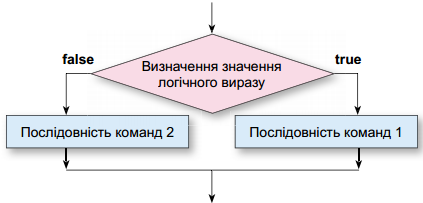 false
true
Визначення значення
логічного виразу
Послідовність команд 2
Послідовність команд 1